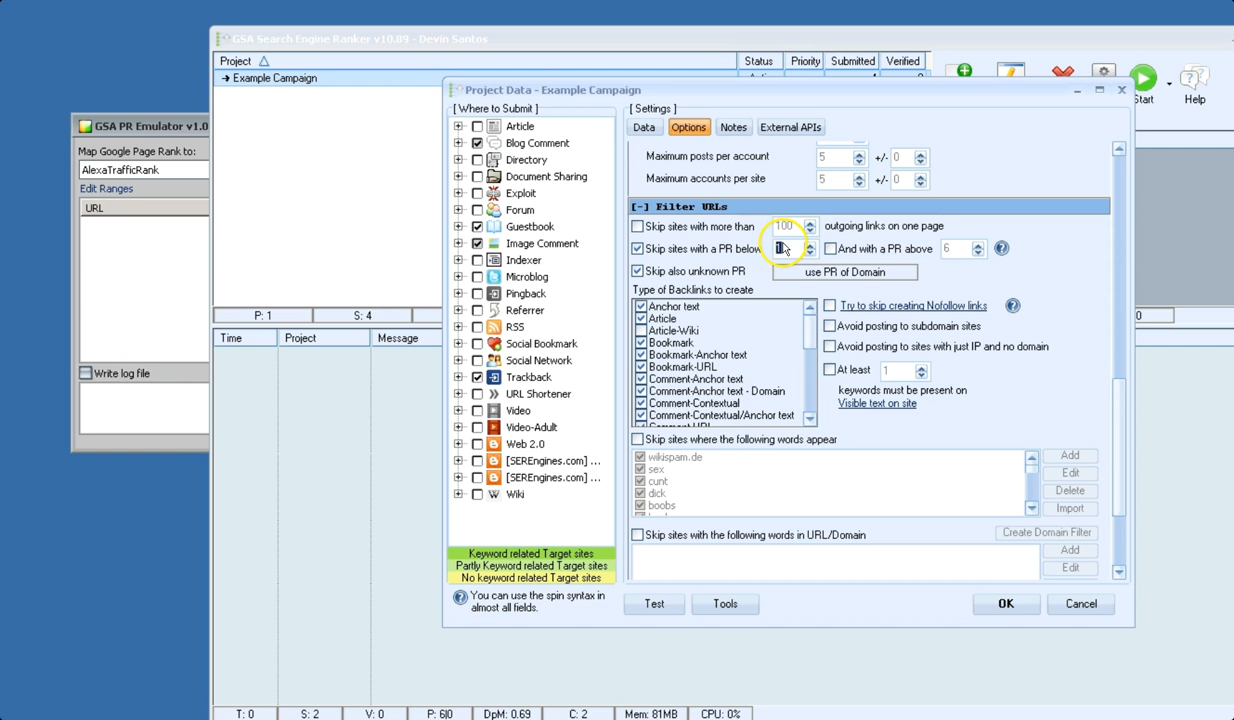 GSA Search Engine Ranker v10.89 - Devin Santos
Project
Status
Priority
Submitted
Verified
Example Campaign
Start
Help
GSA PR Emulator v1.0
Map Google Page Rank to:
AlexaTrafficRank
Edit Ranges
URL
Write log file
P: 1
S: 4
0
Time
Project
Message
Project Data - Example Campaign
[ Where to Submit ]
Article
Blog Comment
Directory
Document Sharing
Exploit
Forum
Guestbook
Image Comment
Indexer
Microblog
Pingback
Referrer
RSS
Social Bookmark
Social Network
Trackback
URL Shortener
Video
Video-Adult
Web 2.0
[SEREngines.com] ...
[SEREngines.com] ...
Wiki
Keyword related Target sites
Partly Keyword related Target sites
No keyword related Target sites
You can use the spin syntax in
almost all fields.
[ Settings ]
Data
Options
Notes
External APIs
Maximum posts per account 5 +/- 0
Maximum accounts per site 5 +/- 0
[-] Filter URLs
Skip sites with more than 100 outgoing links on one page
Skip sites with a PR below 1 And with a PR above 6
Skip also unknown PR
use PR of Domain
Type of Backlinks to create
Anchor text
Article
Article-Wiki
Bookmark
Bookmark-Anchor text
Bookmark-URL
Comment-Anchor text
Comment-Anchor text - Domain
Comment-Contextual
Comment-Contextual/Anchor text
Comment-URL
Try to skip creating Nofollow links
Avoid posting to subdomain sites
Avoid posting to sites with just IP and no domain
At least 1
keywords must be present on
Visible text on site
Skip sites where the following words appear
wikispam.de
sex
cunt
dick
boobs
Add
Edit
Delete
Import
Skip sites with the following words in URL/Domain
Create Domain Filter
Add
Edit
Test
Tools
OK
Cancel
T: 0
S: 2
V: 0
P: 6|0
DpM: 0.69
C: 2
Mem: 81MB
CPU: 0%